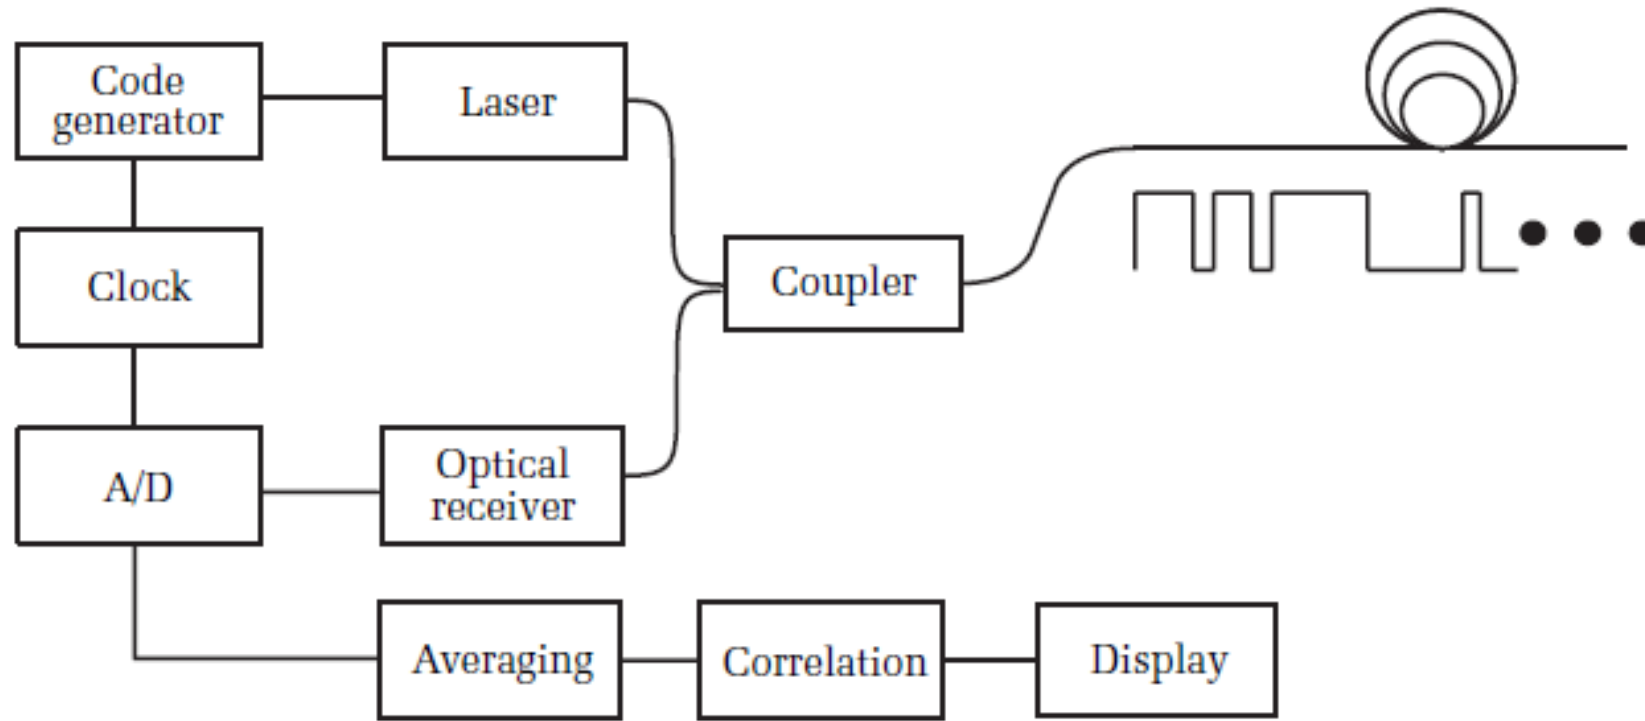 Code
generator
Laser
Clock
Coupler
A/D
Optical
receiver
Averaging
Correlation
Display